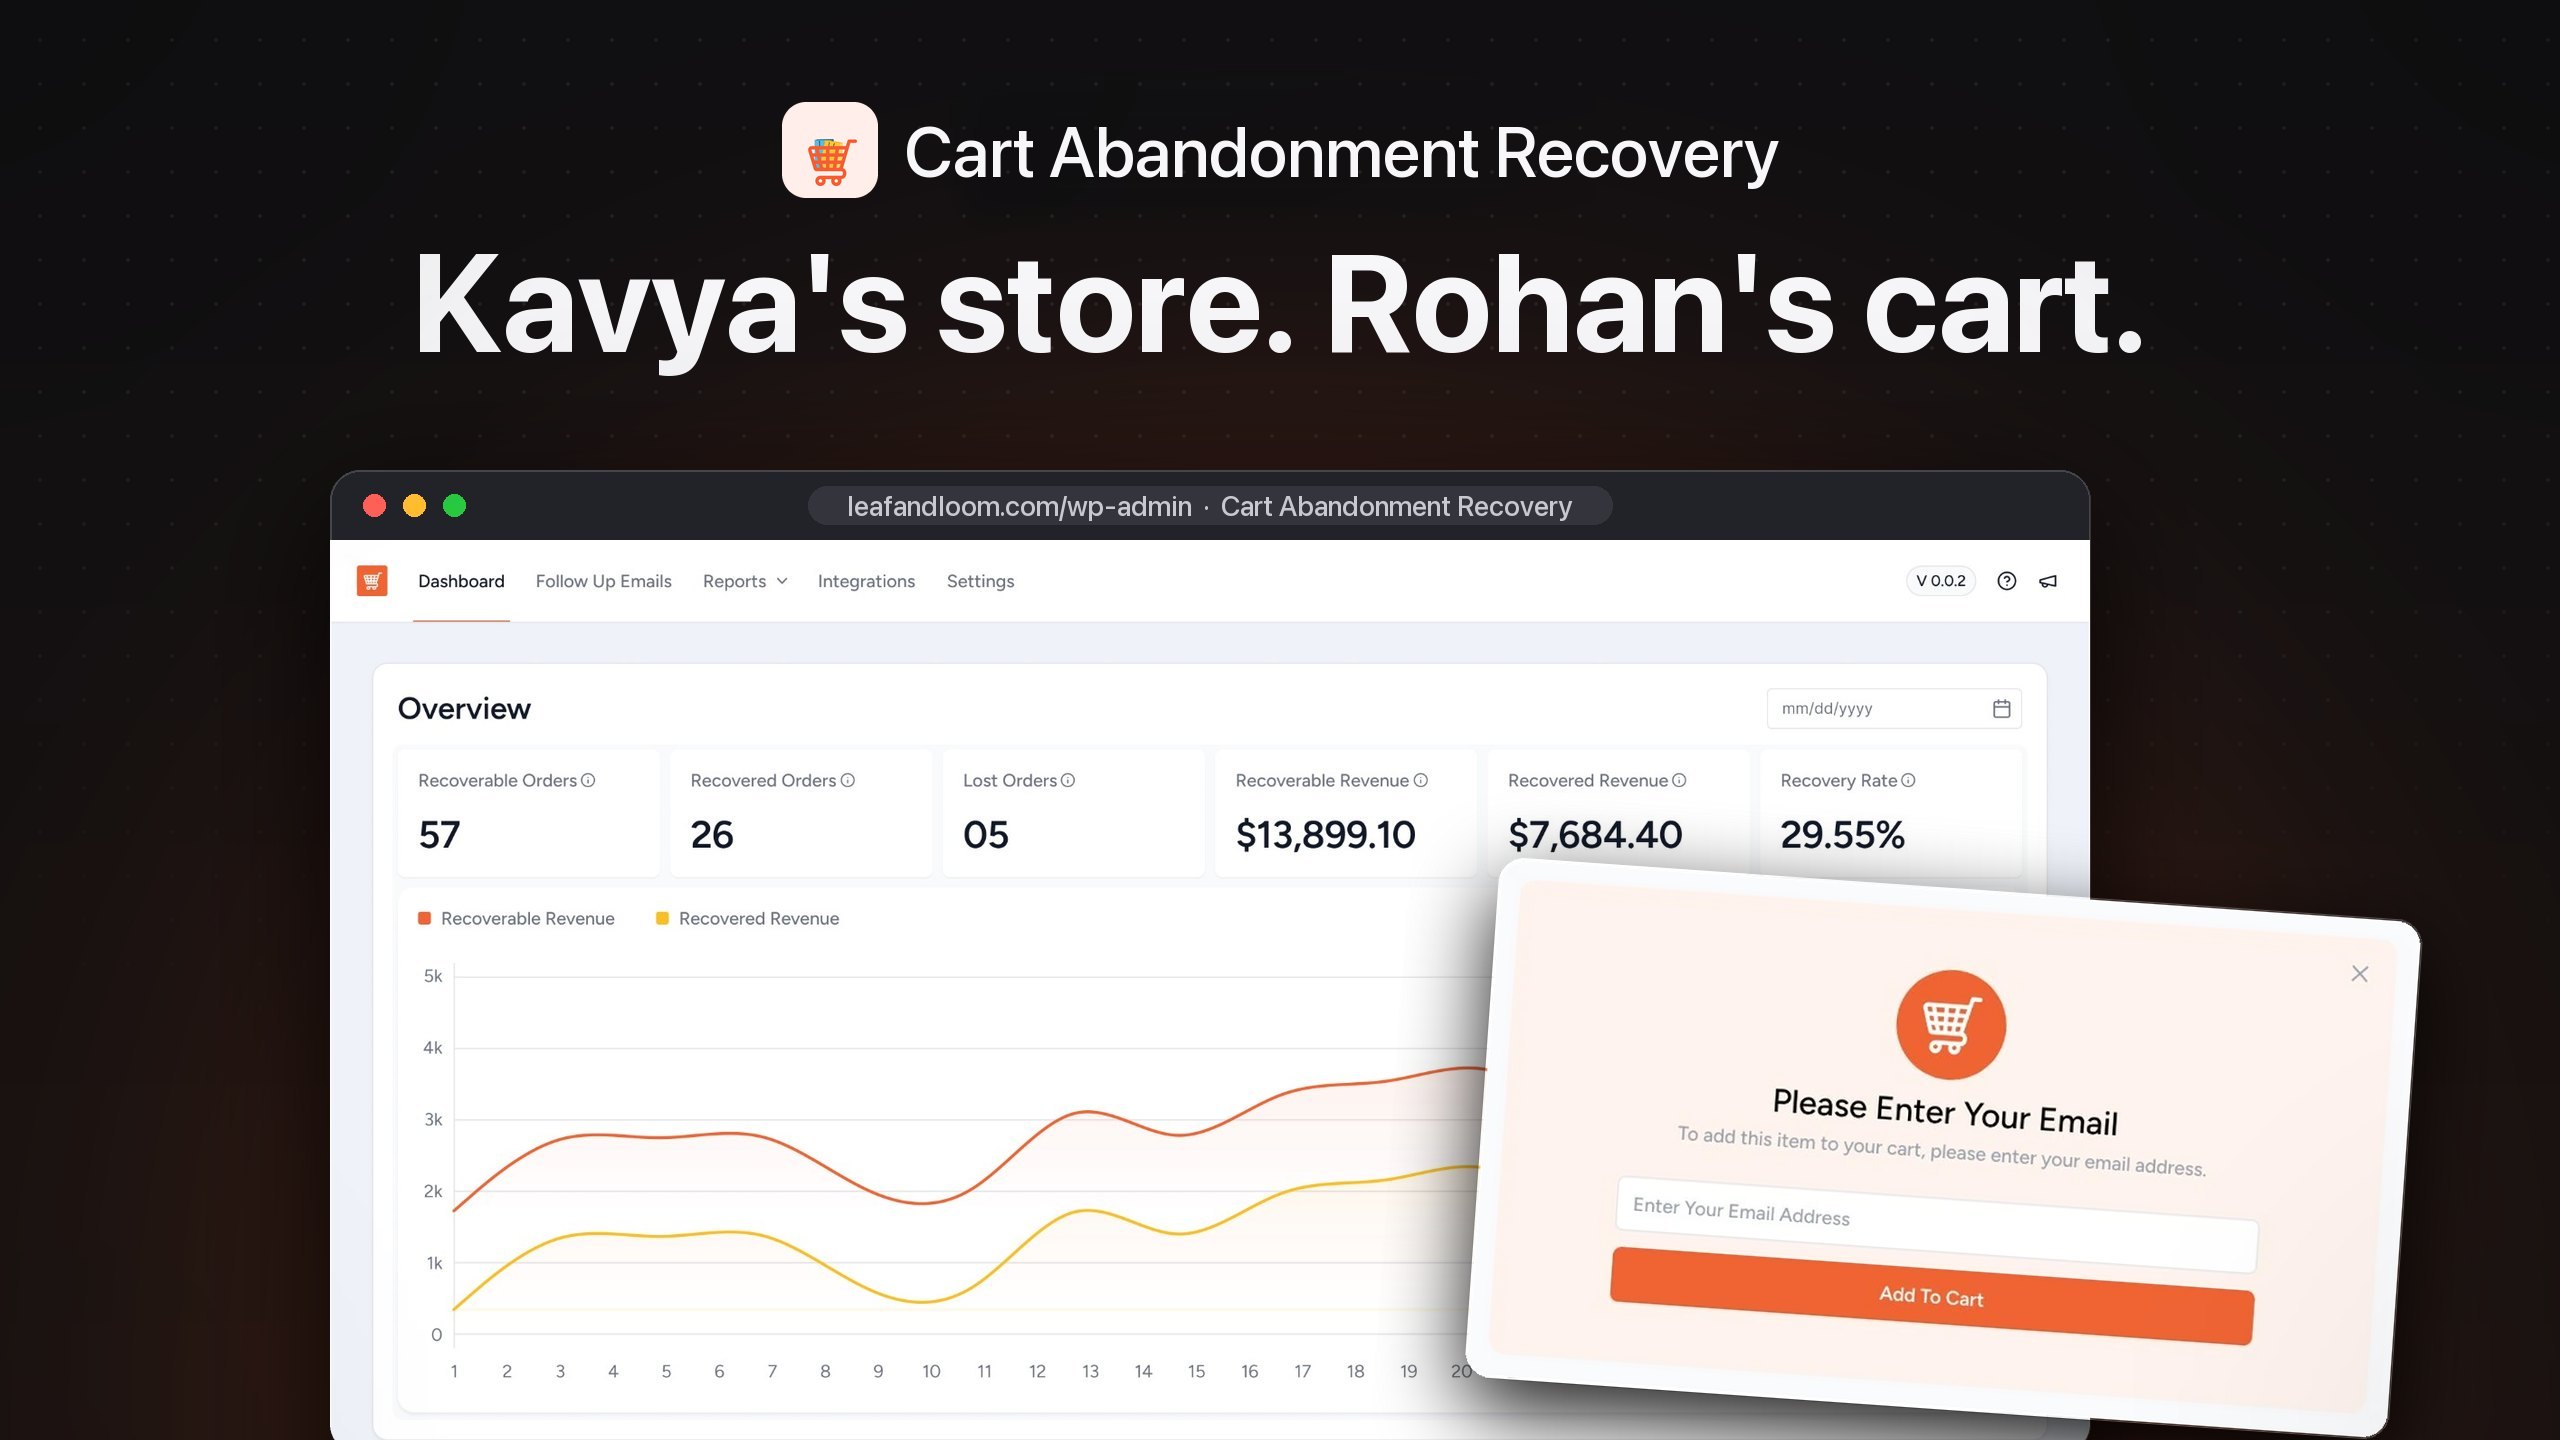 Cart Abandonment Recovery
Kavya's store. Rohan's cart.
leafandloom.com/wp-admin · Cart Abandonment Recovery
Dashboard Follow Up Emails Reports Integrations Settings V 0.0.2
Overview mm/dd/yyyy
Recoverable Orders Recovered Orders Lost Orders Recoverable Revenue Recovered Revenue Recovery Rate
57 26 05 $13,899.10 $7,684.40 29.55%
Recoverable Revenue Recovered Revenue
5k
4k
3k
2k
1k
0
1 2 3 4 5 6 7 8 9 10 11 12 13 14 15 16 17 18 19 20
Please Enter Your Email
To add this item to your cart, please enter your email address.
Enter Your Email Address
Add To Cart